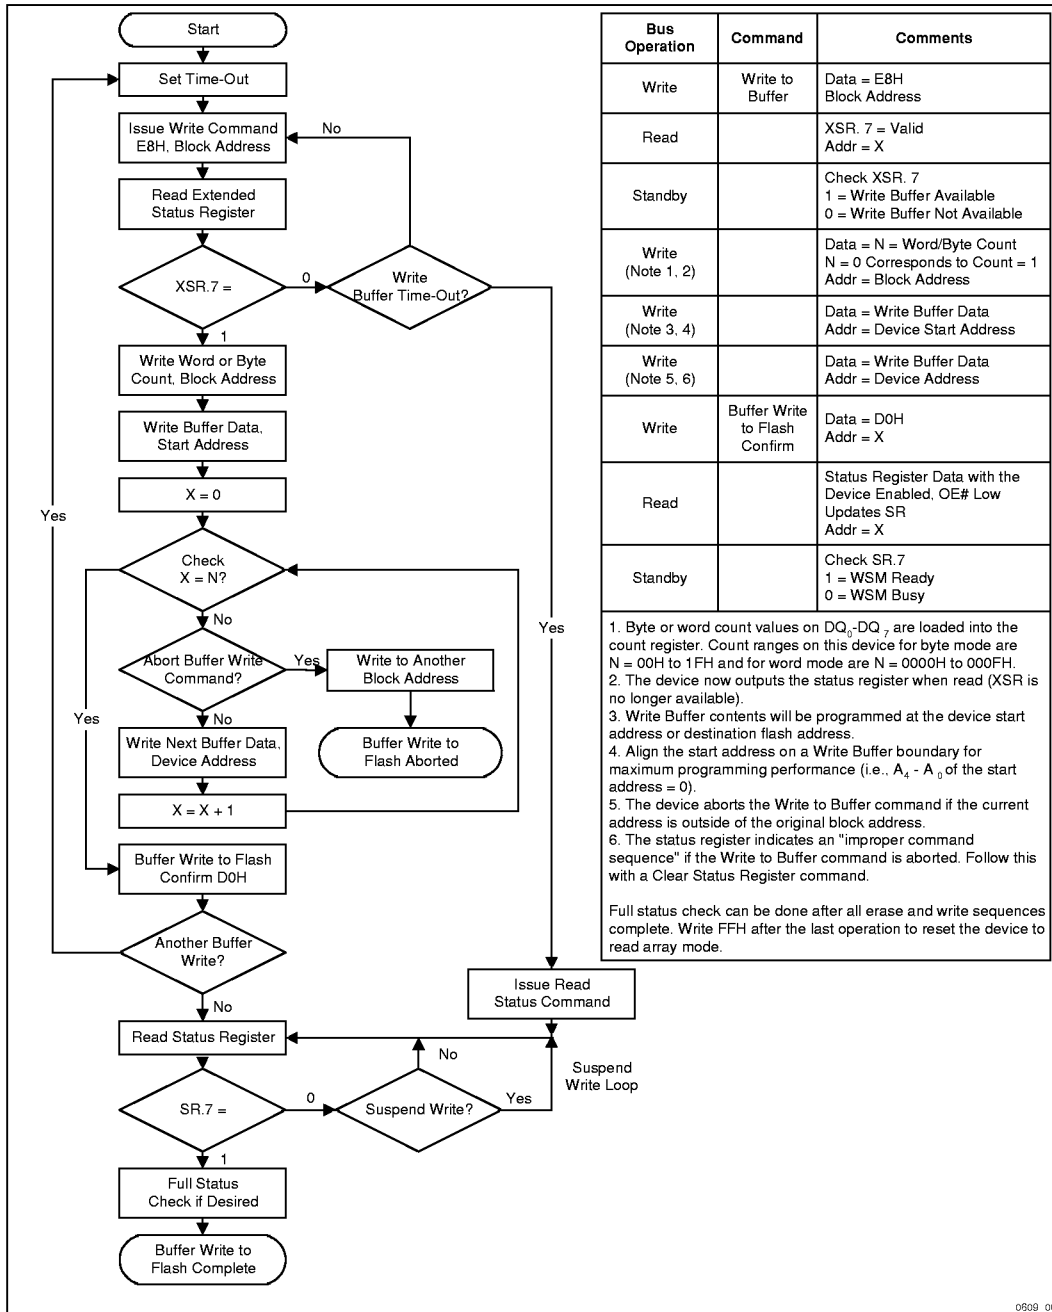 Start
Set Time-Out
Issue Write Command
E8H, Block Address
No
Read Extended
Status Register
XSR.7 =
0
Write
Buffer Time-Out?
1
Write Word or Byte
Count, Block Address
Write Buffer Data,
Start Address
X = 0
Yes
Check
X = N?
No
Yes
Abort Buffer Write
Command?
Yes
Write to Another
Block Address
Yes
No
Buffer Write to
Flash Aborted
Write Next Buffer Data,
Device Address
X = X + 1
Buffer Write to Flash
Confirm D0H
Another Buffer
Write?
Issue Read
Status Command
No
Read Status Register
No
Suspend
Write Loop
SR.7 =
0
Suspend Write?
Yes
1
Full Status
Check if Desired
Buffer Write to
Flash Complete
Bus
Operation
Command
Comments
Write
Write to
Buffer
Data = E8H
Block Address
Read
XSR. 7 = Valid
Addr = X
Standby
Check XSR. 7
1 = Write Buffer Available
0 = Write Buffer Not Available
Write
(Note 1, 2)
Data = N = Word/Byte Count
N = 0 Corresponds to Count = 1
Addr = Block Address
Write
(Note 3, 4)
Data = Write Buffer Data
Addr = Device Start Address
Write
(Note 5, 6)
Data = Write Buffer Data
Addr = Device Address
Write
Buffer Write
to Flash
Confirm
Data = D0H
Addr = X
Read
Status Register Data with the
Device Enabled, OE# Low
Updates SR
Addr = X
Standby
Check SR.7
1 = WSM Ready
0 = WSM Busy
1. Byte or word count values on DQ0-DQ7 are loaded into the
count register. Count ranges on this device for byte mode are
N = 00H to 1FH and for word mode are N = 0000H to 000FH.
2. The device now outputs the status register when read (XSR is
no longer available).
3. Write Buffer contents will be programmed at the device start
address or destination flash address.
4. Align the start address on a Write Buffer boundary for
maximum programming performance (i.e., A4 - A0 of the start
address = 0).
5. The device aborts the Write to Buffer command if the current
address is outside of the original block address.
6. The status register indicates an "improper command
sequence" if the Write to Buffer command is aborted. Follow this
with a Clear Status Register command.
Full status check can be done after all erase and write sequences
complete. Write FFH after the last operation to reset the device to
read array mode.